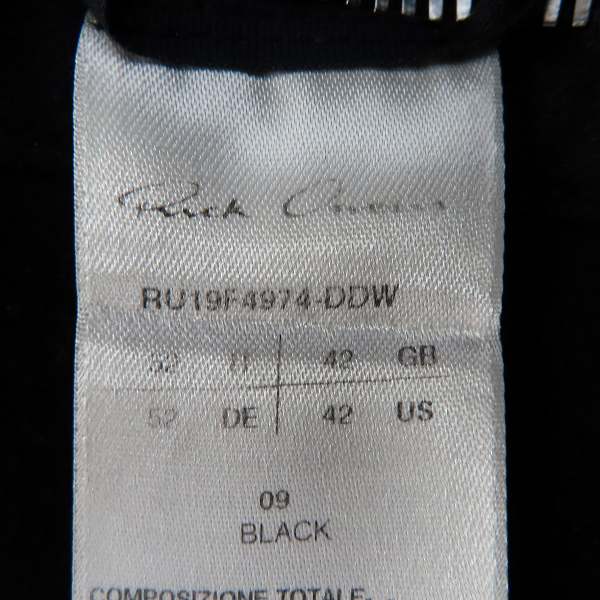 Rick Owens
RU19F4974-DDW
52 IT 42 GB
52 DE 42 US
09
BLACK
COMPOSIZIONE TOTALE